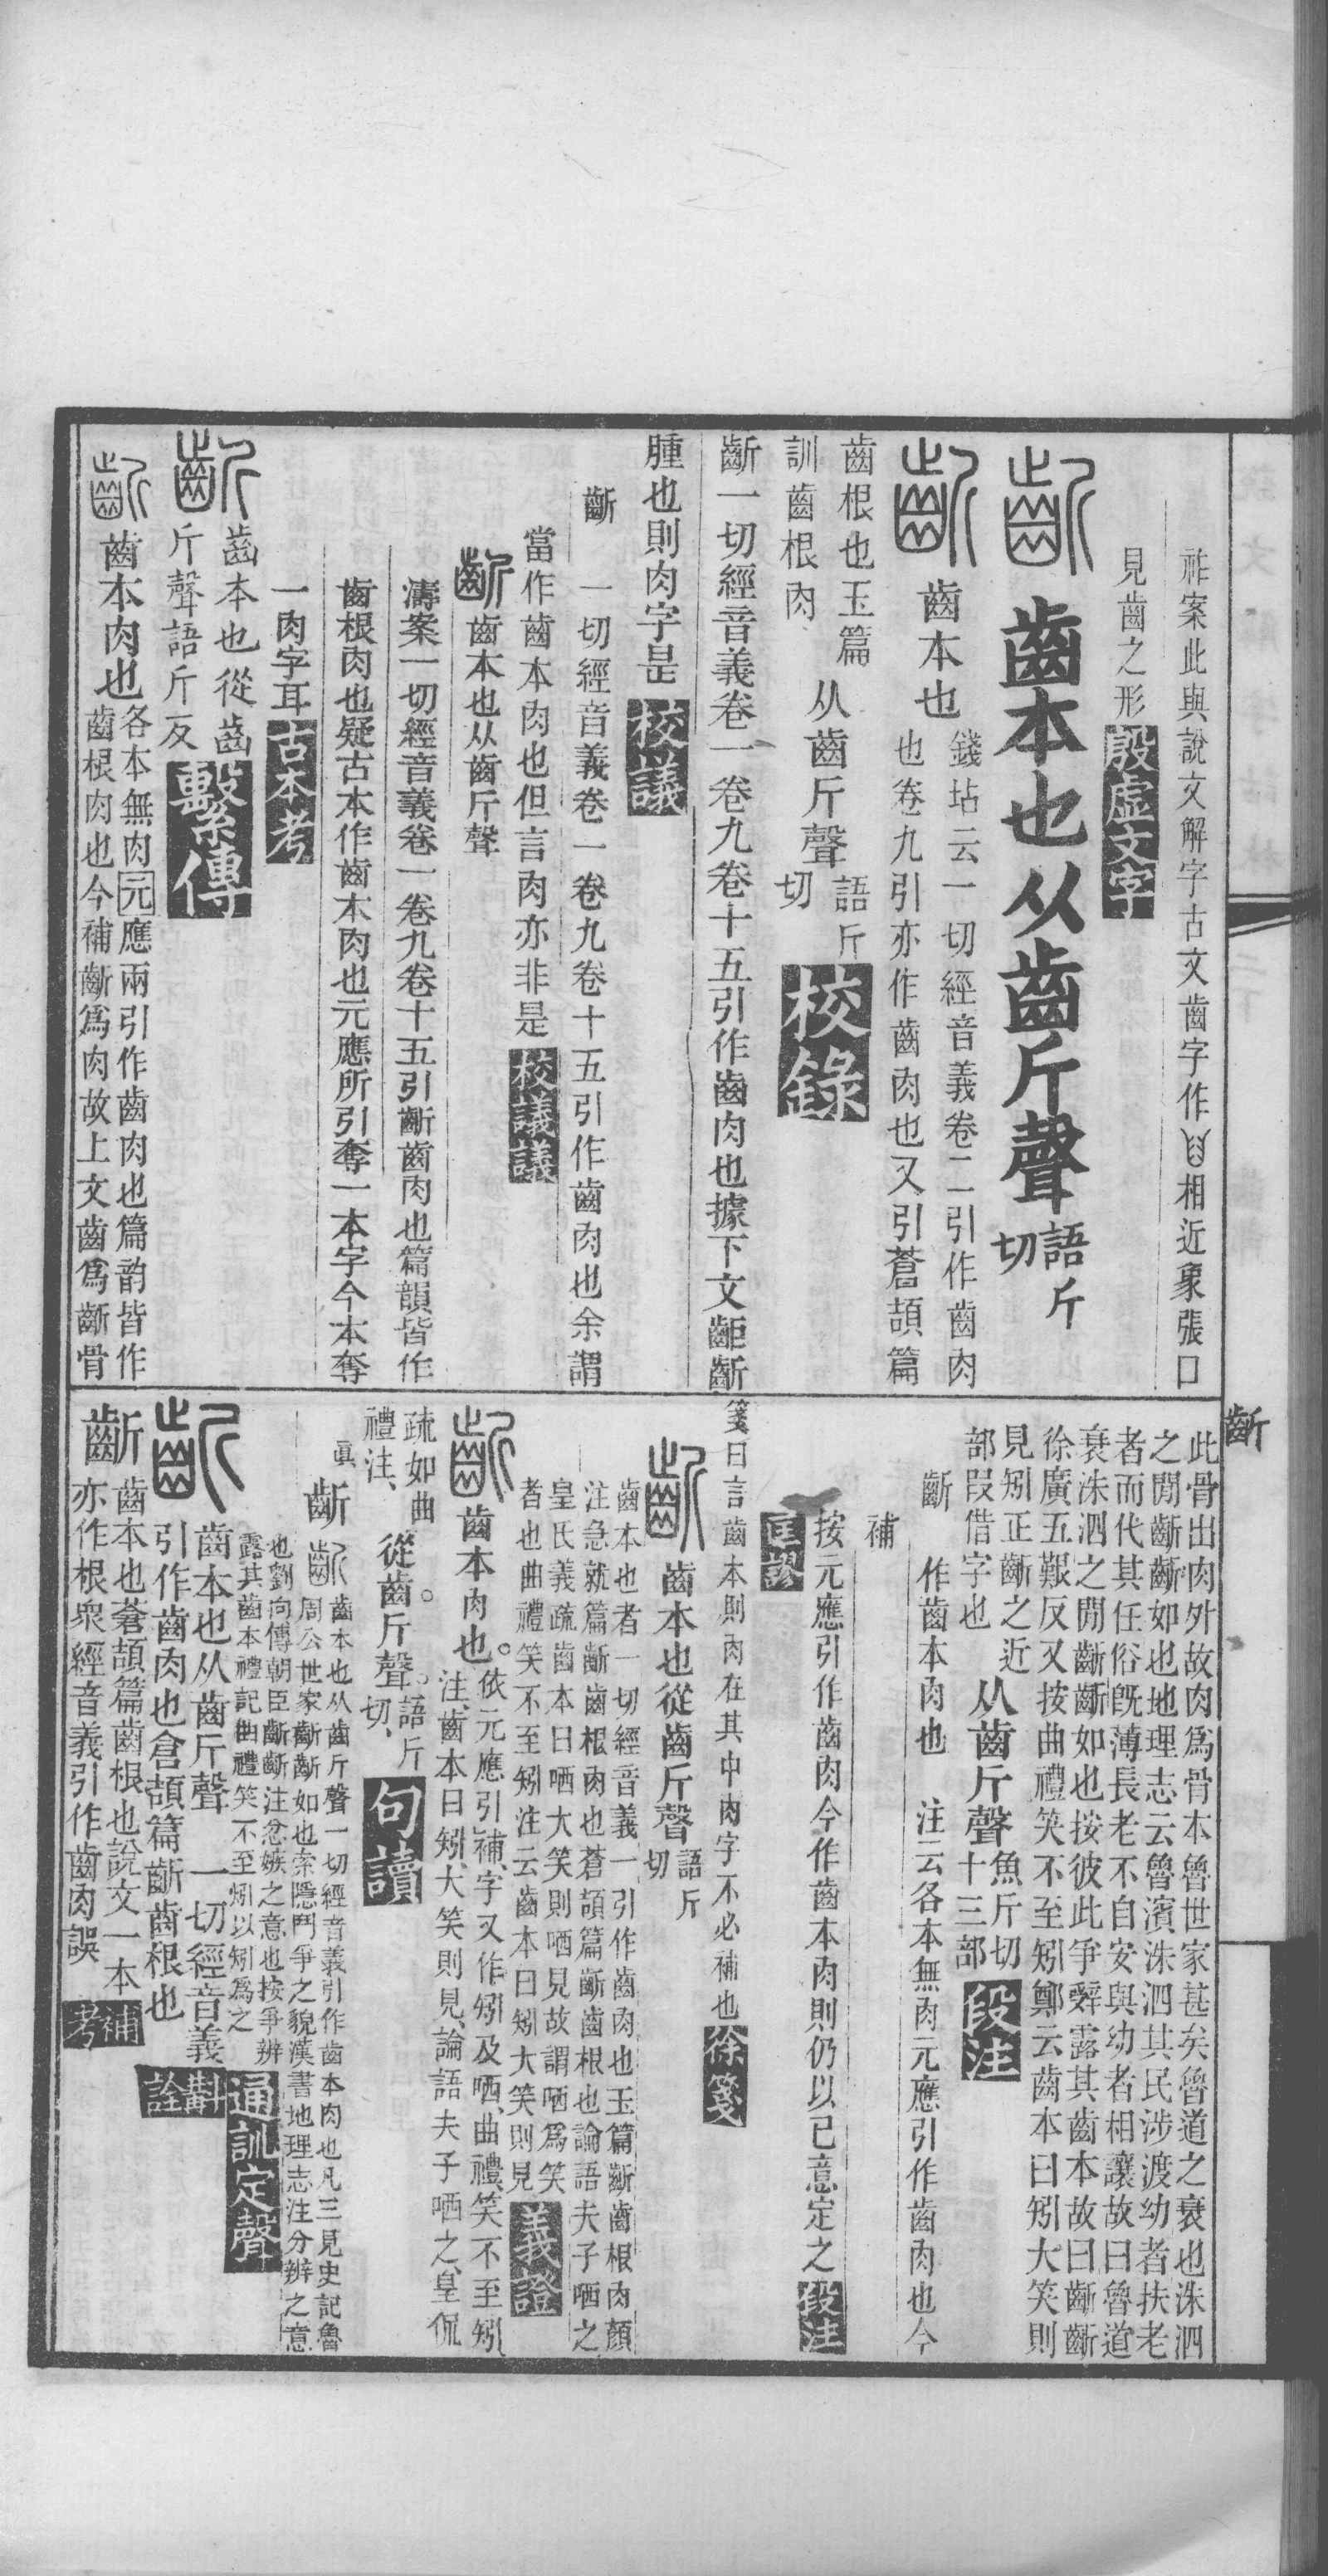 祚案此與說文解字古文齒字作相近象張口
見齒之形 殷虛文字
齗 齒本也从齒斤聲 語斤切
齗 齒本也 錢坫云一切經音義卷二引作齒肉
也卷九引亦作齒肉也又引蒼頡篇
齒根也玉篇
訓齒根肉 从齒斤聲 語斤切 校錄
齗一切經音義卷一卷九卷十五引作齒肉也據下文齭齗
腫也則肉字是 校議
齗 一切經音義卷一卷九卷十五引作齒肉也余謂
當作齒本肉也但言肉亦非是 校議議
齗 齒本也从齒斤聲
濤案一切經音義卷一卷九卷十五引齗齒肉也篇韻皆作
齒根肉也疑古本作齒本肉也元應所引奪一本字今本奪
一肉字耳 古本考
齗 齒本也從齒
斤聲語斤反 繫傳
齗 齒本肉也 各本無肉元應兩引作齒肉也篇韵皆作
齒根肉也今補齗爲肉故上文齒爲齗骨
齗
此骨出肉外故肉爲骨本魯世家甚矣魯道之衰也洙泗
之閒齗齗如也地理志云魯濱洙泗其民涉渡幼者扶老
者而代其任俗旣薄長老不自安與幼者相讓故曰魯道
衰洙泗之閒齗齗如也按彼此爭辤露其齒本故曰齗齗
徐廣五艱反又按曲禮笑不至矧鄭云齒本曰矧大笑則
見矧正齗之近
部叚借字也 从齒斤聲 魚斤切
十三部 段注
齗 作齒本肉也 注云各本無肉元應引作齒肉也今
補
按元應引作齒肉今作齒本肉則仍以已意定之 段注
匡謬
箋曰言齒本則肉在其中肉字不必補也 徐箋
齗 齒本也從齒斤聲 語斤切
齒本也者一切經音義一引作齒肉也玉篇齗齒根肉顏
注急就篇齗齒根肉也蒼頡篇齗齒根也論語夫子哂之
皇氏義疏齒本曰哂大笑則哂見故謂哂爲笑
者也曲禮笑不至矧注云齒本曰矧大笑則見 義證
齗 齒本肉也。 依元應引補、字又作矧及哂、曲禮、笑不至矧、
注、齒本曰矧、大笑則見、論語夫子哂之、皇侃
疏如曲
禮注、 。從齒斤聲。 語斤切、 句讀
眞 齗 齒本也从齒斤聲一切經音義引作齒本肉也凡三見史記魯
周公世家齗齗如也索隱鬥爭之貌漢書地理志注分辨之意
也劉向傳朝臣齗齗注忿嫉之意也按爭辨
露其齒本禮記曲禮笑不至矧以矧爲之 通訓定聲
齗 齒本也从齒斤聲 一切經音義
引作齒肉也倉頡篇齗齒根也 斠詮
齗 齒本也蒼頡篇齒根也說文一本
亦作根衆經音義引作齒肉誤 補考